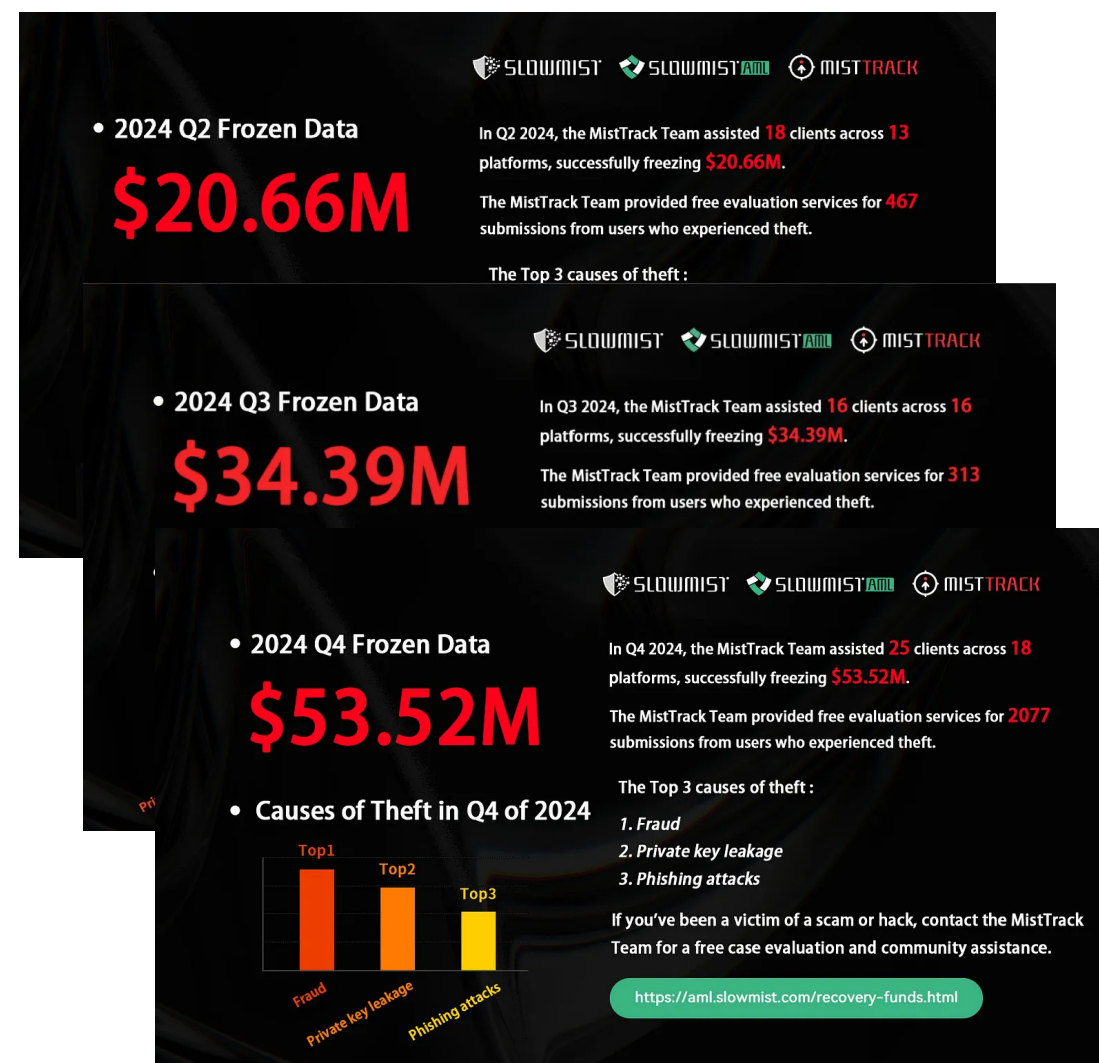 SLOWMIST SLOWMIST AML MISTTRACK
• 2024 Q2 Frozen Data
$20.66M
In Q2 2024, the MistTrack Team assisted 18 clients across 13
platforms, successfully freezing $20.66M.
The MistTrack Team provided free evaluation services for 467
submissions from users who experienced theft.
The Top 3 causes of theft :
SLOWMIST SLOWMIST AML MISTTRACK
• 2024 Q3 Frozen Data
$34.39M
In Q3 2024, the MistTrack Team assisted 16 clients across 16
platforms, successfully freezing $34.39M.
The MistTrack Team provided free evaluation services for 313
submissions from users who experienced theft.
Pri
SLOWMIST SLOWMIST AML MISTTRACK
• 2024 Q4 Frozen Data
$53.52M
In Q4 2024, the MistTrack Team assisted 25 clients across 18
platforms, successfully freezing $53.52M.
The MistTrack Team provided free evaluation services for 2077
submissions from users who experienced theft.
• Causes of Theft in Q4 of 2024
Top1
Top2
Top3
Fraud
Private key leakage
Phishing attacks
The Top 3 causes of theft :
1. Fraud
2. Private key leakage
3. Phishing attacks
If you’ve been a victim of a scam or hack, contact the MistTrack
Team for a free case evaluation and community assistance.
https://aml.slowmist.com/recovery-funds.html